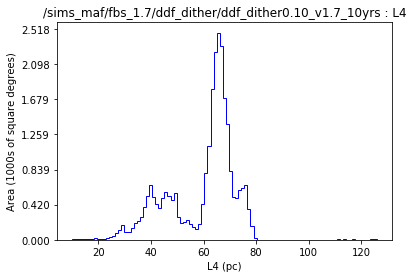 /sims_maf/fbs_1.7/ddf_dither/ddf_dither0.10_v1.7_10yrs : L4
2.518
2.098
1.679
1.259
0.839
0.420
0.000
Area (1000s of square degrees)
20 40 60 80 100 120
L4 (pc)